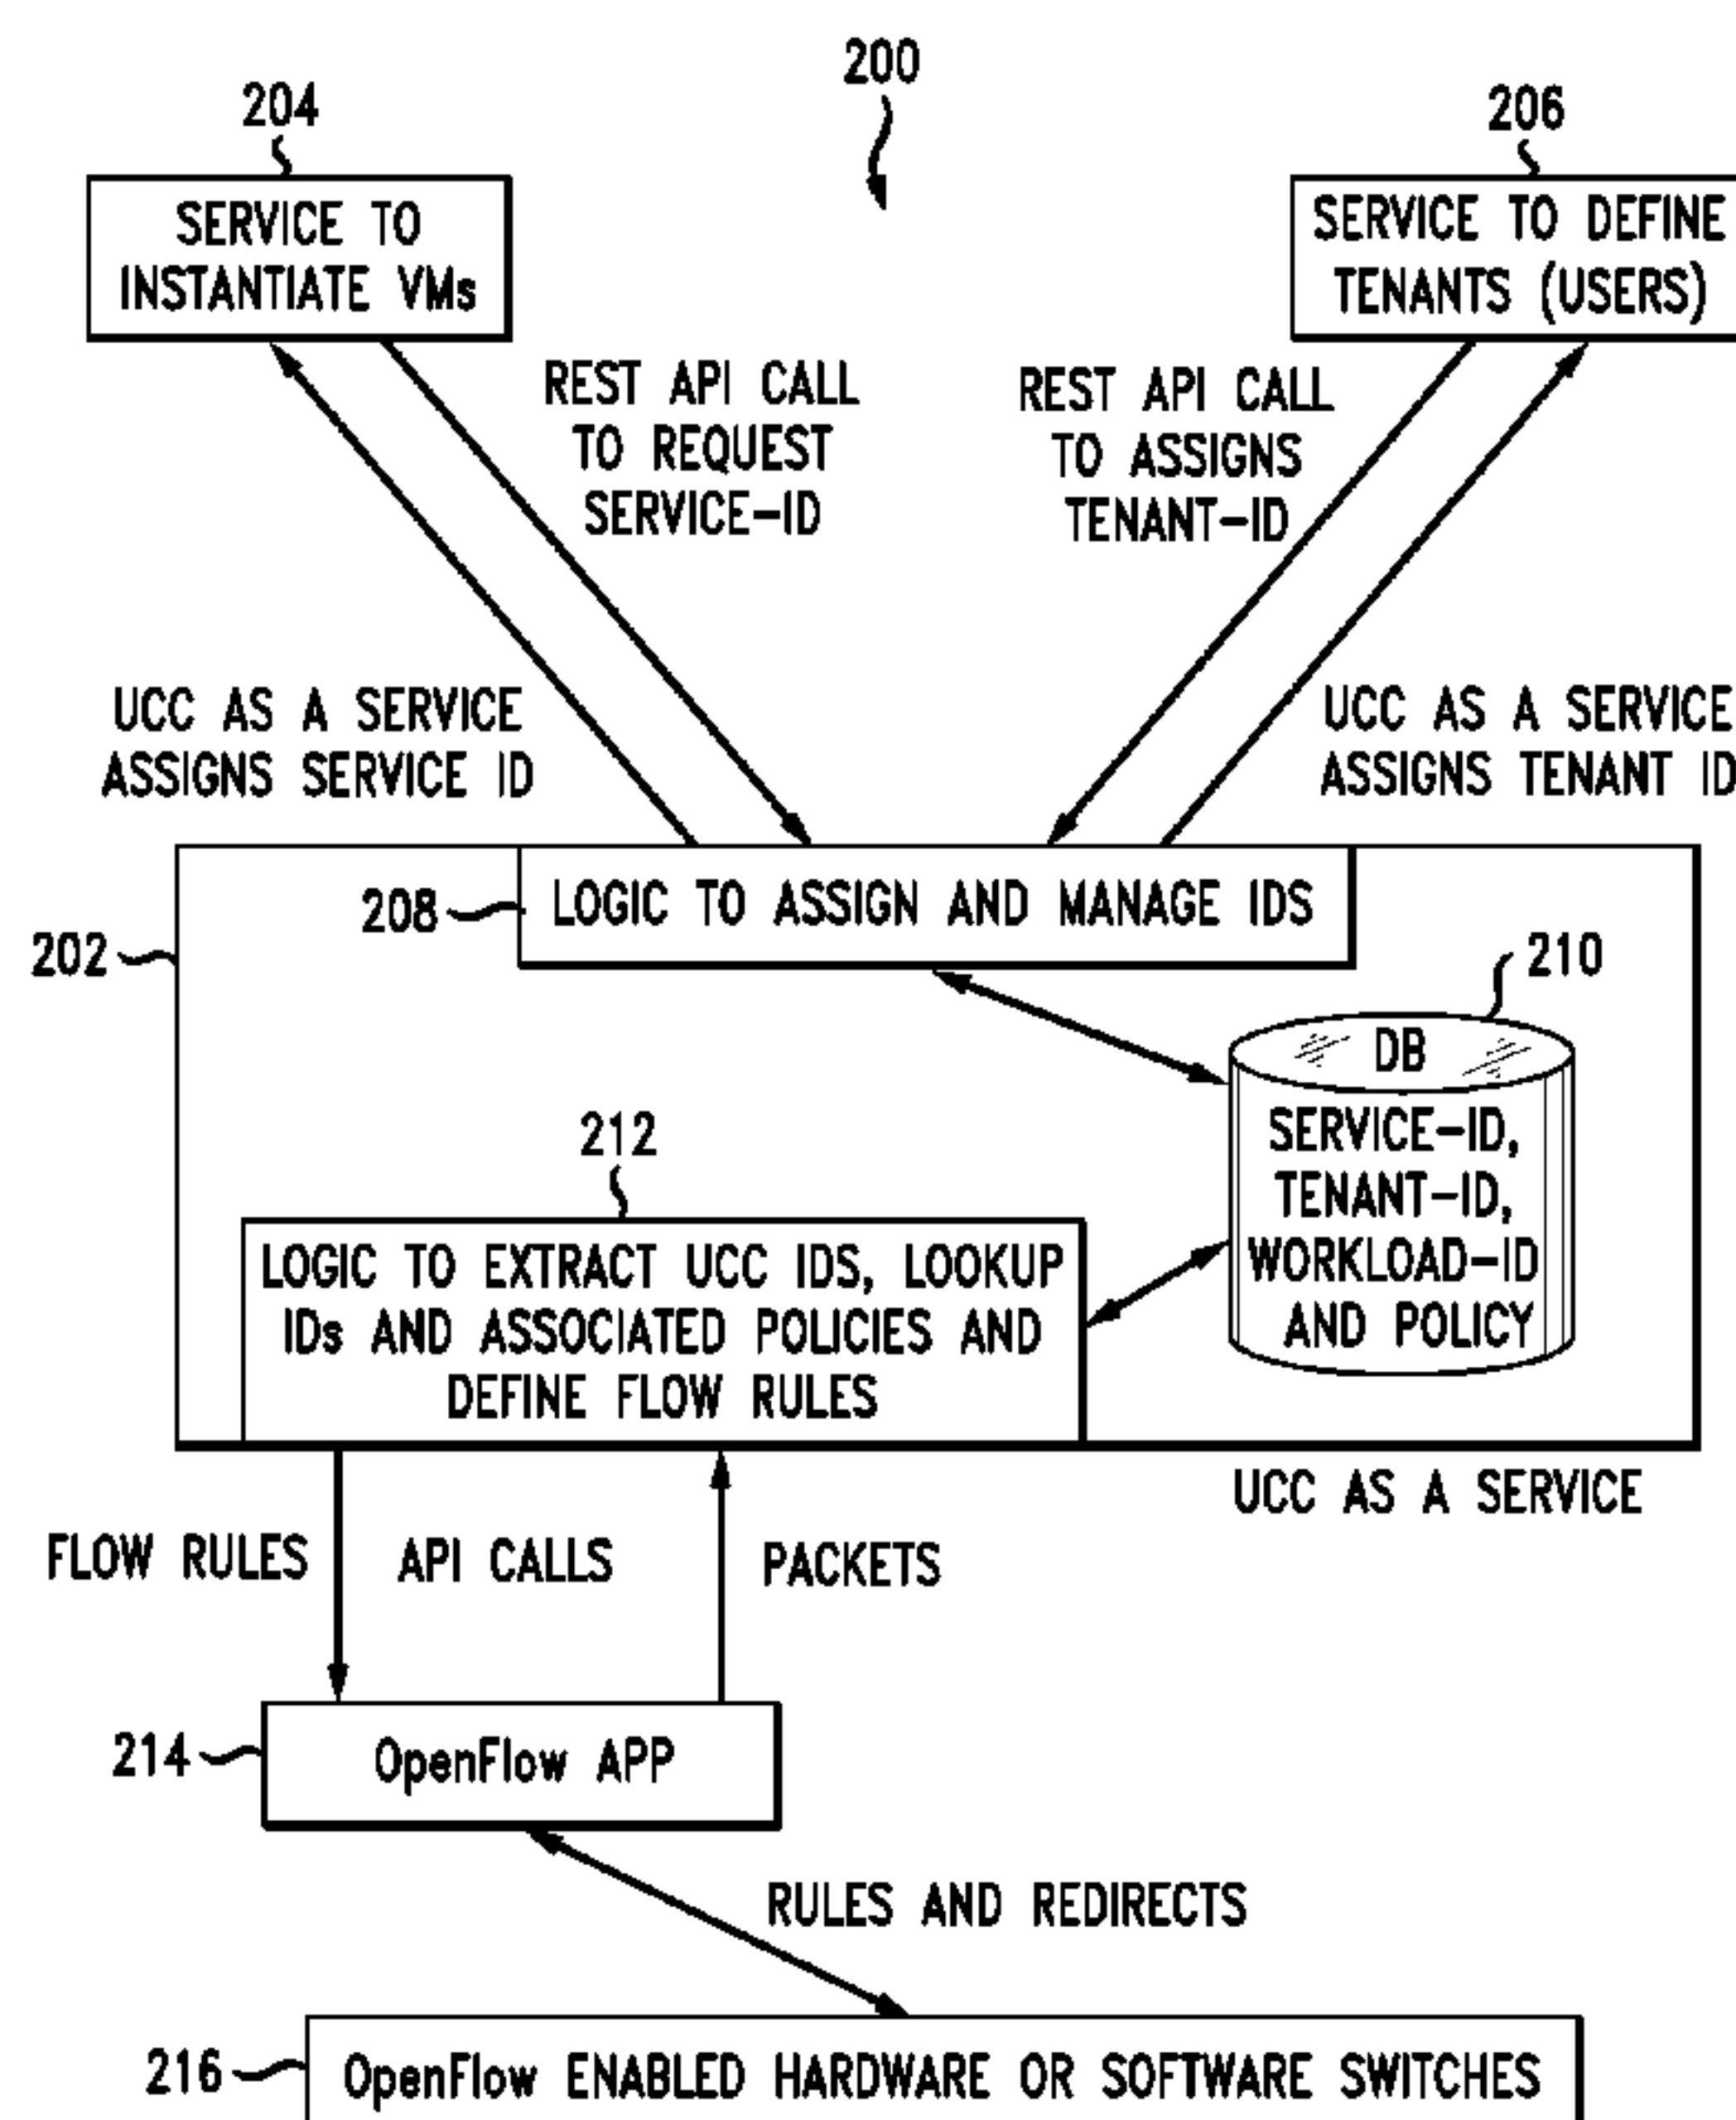 200
204
206
SERVICE TO
INSTANTIATE VMs
SERVICE TO DEFINE
TENANTS (USERS)
REST API CALL
TO REQUEST
SERVICE-ID
REST API CALL
TO ASSIGNS
TENANT-ID
UCC AS A SERVICE
ASSIGNS SERVICE ID
UCC AS A SERVICE
ASSIGNS TENANT ID
202
208
LOGIC TO ASSIGN AND MANAGE IDS
210
DB
SERVICE-ID,
TENANT-ID,
WORKLOAD-ID
AND POLICY
212
LOGIC TO EXTRACT UCC IDS, LOOKUP
IDs AND ASSOCIATED POLICIES AND
DEFINE FLOW RULES
UCC AS A SERVICE
FLOW RULES
API CALLS
PACKETS
214
OpenFlow APP
RULES AND REDIRECTS
216
OpenFlow ENABLED HARDWARE OR SOFTWARE SWITCHES